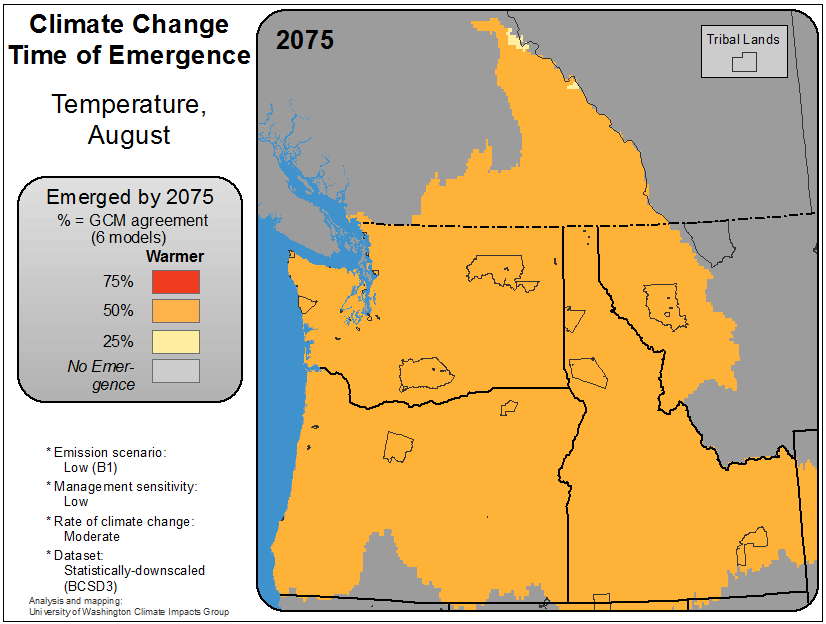 Climate Change
Time of Emergence
Temperature,
August
Emerged by 2075
% = GCM agreement
(6 models)
Warmer
75%
50%
25%
No Emer-
gence
* Emission scenario:
Low (B1)
* Management sensitivity:
Low
* Rate of climate change:
Moderate
* Dataset:
Statistically-downscaled
(BCSD3)
Analysis and mapping:
University of Washington Climate Impacts Group
2075
Tribal Lands